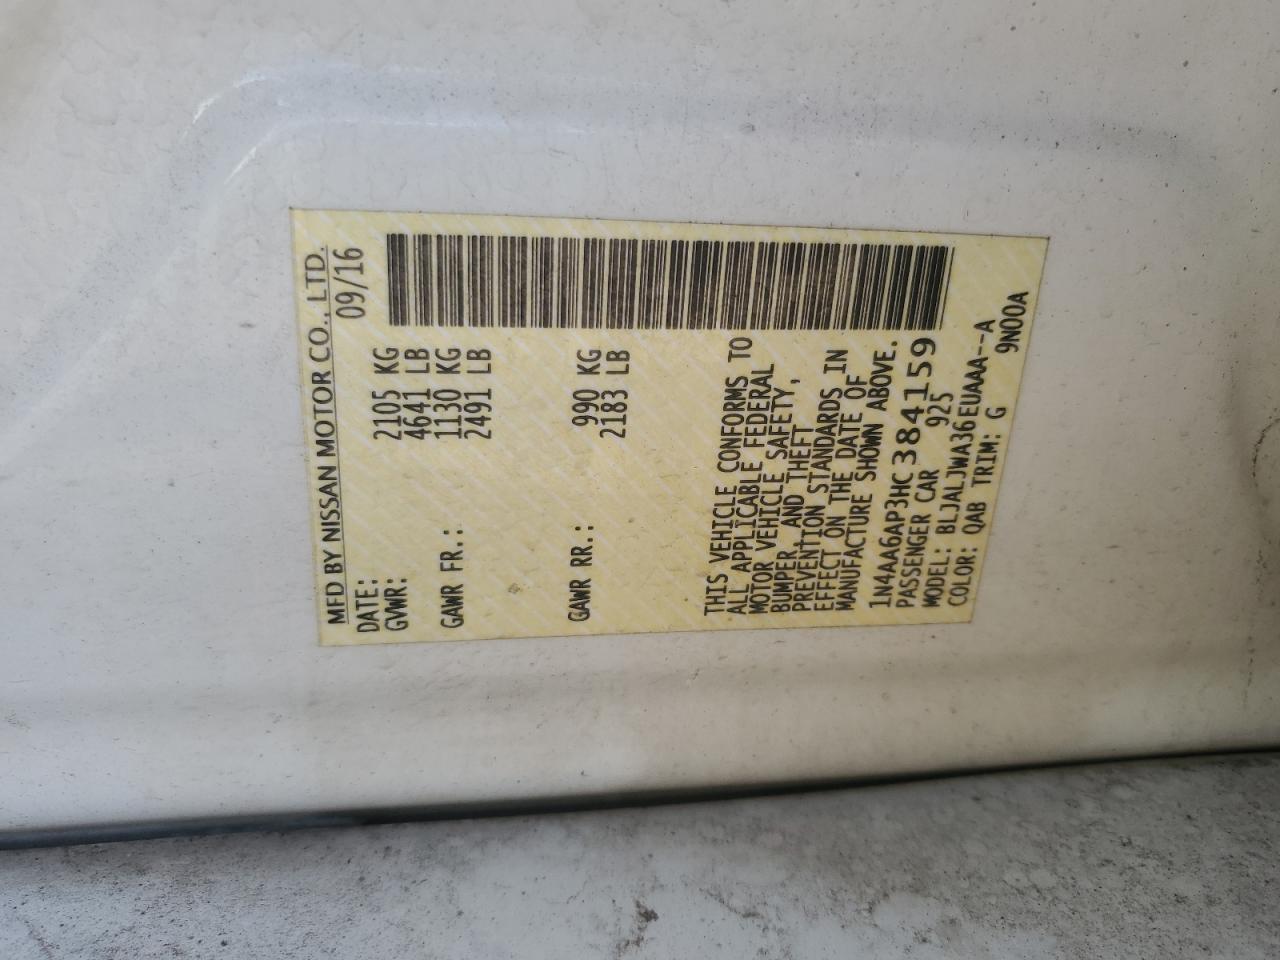 MFD BY NISSAN MOTOR CO., LTD.
DATE: 09/16
GVWR: 2105 KG
4641 LB
GAWR FR.: 1130 KG
2491 LB
GAWR RR.: 990 KG
2183 LB
THIS VEHICLE CONFORMS TO
ALL APPLICABLE FEDERAL
MOTOR VEHICLE SAFETY,
BUMPER, AND THEFT
PREVENTION STANDARDS IN
EFFECT ON THE DATE OF
MANUFACTURE SHOWN ABOVE.
1N4AA6AP3HC384159
PASSENGER CAR 925
MODEL: BLJALJWA36EUAAA--A
COLOR: QAB TRIM: G 9N00A